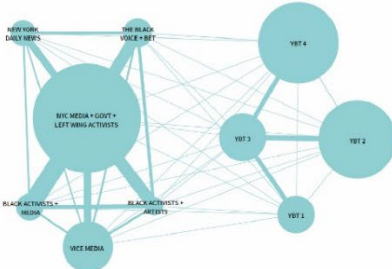 NEW YORK
DAILY NEWS
THE BLACK
VOICE + BET
YBT 4
NYC MEDIA + GOVT +
LEFT WING ACTIVISTS
YBT 3
YBT 2
BLACK ACTIVISTS +
MEDIA
BLACK ACTIVISTS +
ARTISTS
YBT 1
VICE MEDIA